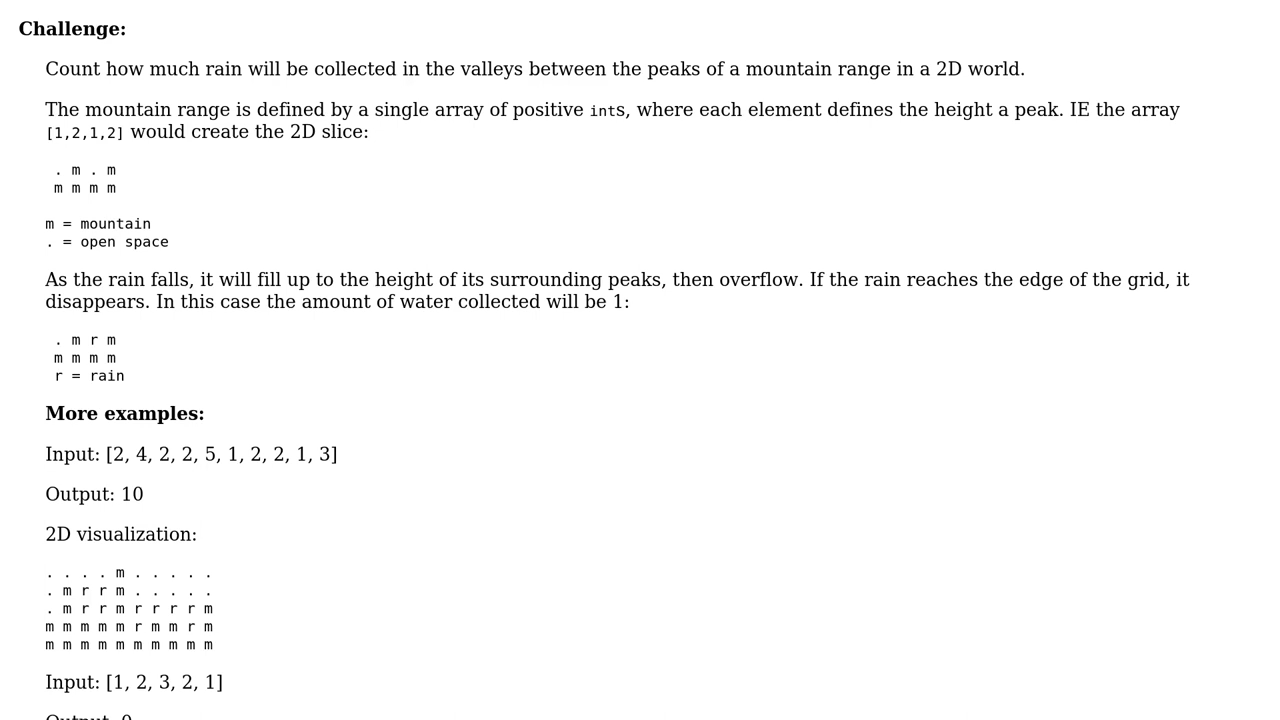 Challenge:
Count how much rain will be collected in the valleys between the peaks of a mountain range in a 2D world.
The mountain range is defined by a single array of positive ints, where each element defines the height a peak. IE the array
[1,2,1,2] would create the 2D slice:
. m . m
m m m m
m = mountain
. = open space
As the rain falls, it will fill up to the height of its surrounding peaks, then overflow. If the rain reaches the edge of the grid, it
disappears. In this case the amount of water collected will be 1:
. m r m
m m m m
r = rain
More examples:
Input: [2, 4, 2, 2, 5, 1, 2, 2, 1, 3]
Output: 10
2D visualization:
. . . . m . . . . .
. m r r m . . . . .
. m r r m r r r r m
m m m m m r m m r m
m m m m m m m m m m
Input: [1, 2, 3, 2, 1]
Output: 0